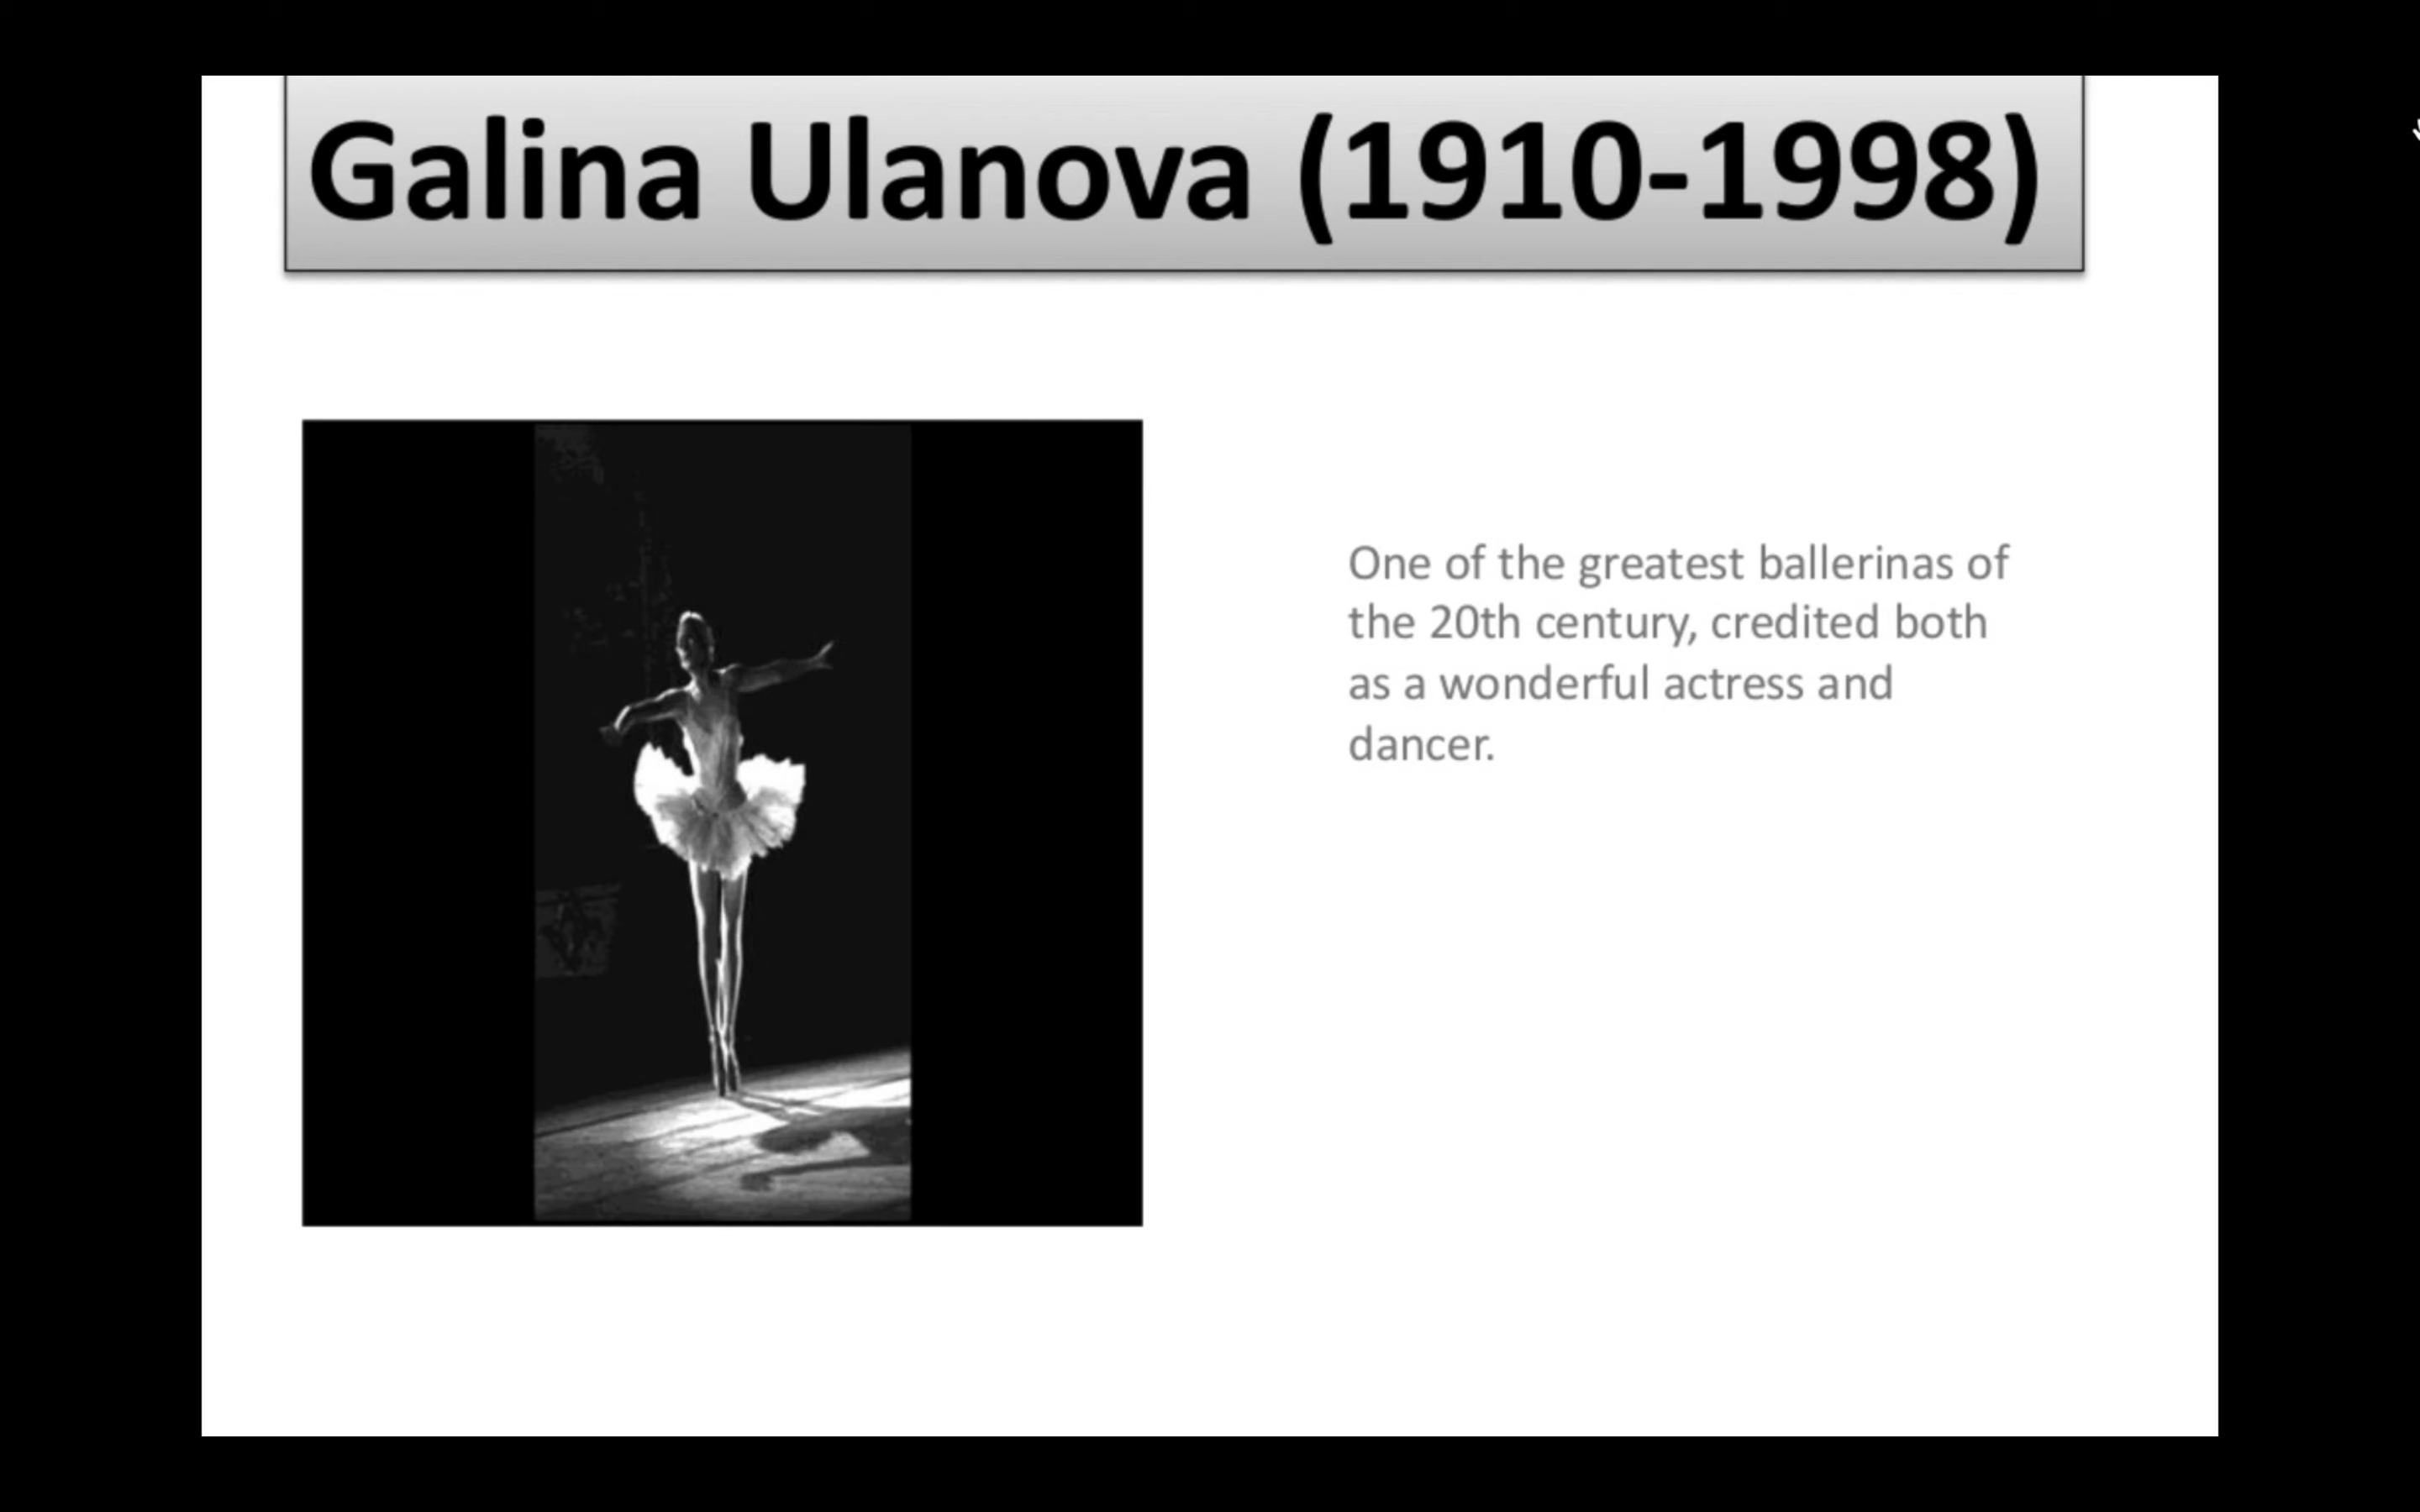 Galina Ulanova (1910-1998)
One of the greatest ballerinas of
the 20th century, credited both
as a wonderful actress and
dancer.